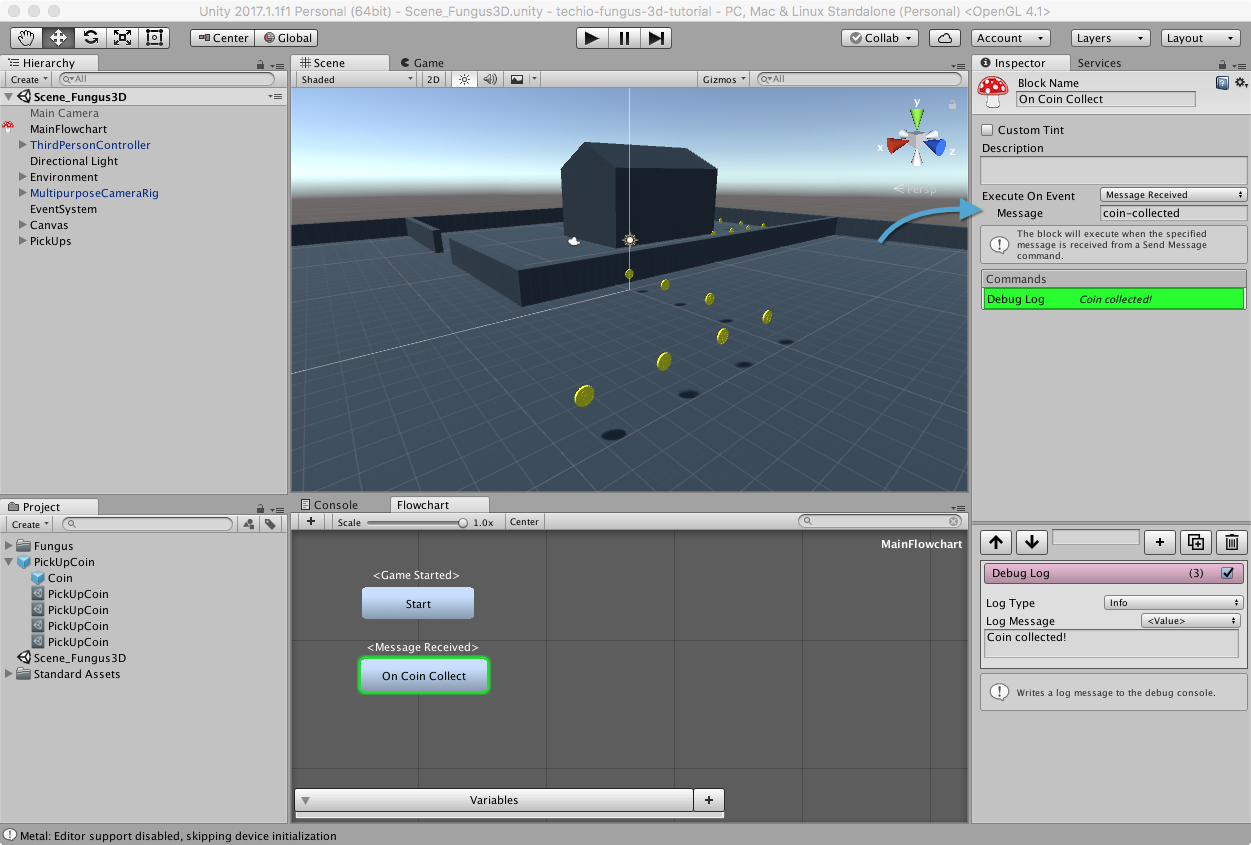 Unity 2017.1.1f1 Personal (64bit) - Scene_Fungus3D.unity - techio-fungus-3d-tutorial - PC, Mac & Linux Standalone (Personal) <OpenGL 4.1>
Center Global Collab Account Layers Layout
Hierarchy
Create All
Scene_Fungus3D
Main Camera
MainFlowchart
ThirdPersonController
Directional Light
Environment
MultipurposeCameraRig
EventSystem
Canvas
PickUps
Scene Game
Shaded 2D Gizmos All
y
x
z
Persp
Inspector Services
Block Name
On Coin Collect
Custom Tint
Description
Execute On Event Message Received
Message coin-collected
The block will execute when the specified
message is received from a Send Message
command.
Commands
Debug Log Coin collected!
Project
Create
Fungus
PickUpCoin
Coin
PickUpCoin
PickUpCoin
PickUpCoin
PickUpCoin
Scene_Fungus3D
Standard Assets
Console Flowchart
+ Scale 1.0x Center
MainFlowchart
<Game Started>
Start
<Message Received>
On Coin Collect
Variables +
+
Debug Log (3)
Log Type Info
Log Message <Value>
Coin collected!
Writes a log message to the debug console.
Metal: Editor support disabled, skipping device initialization